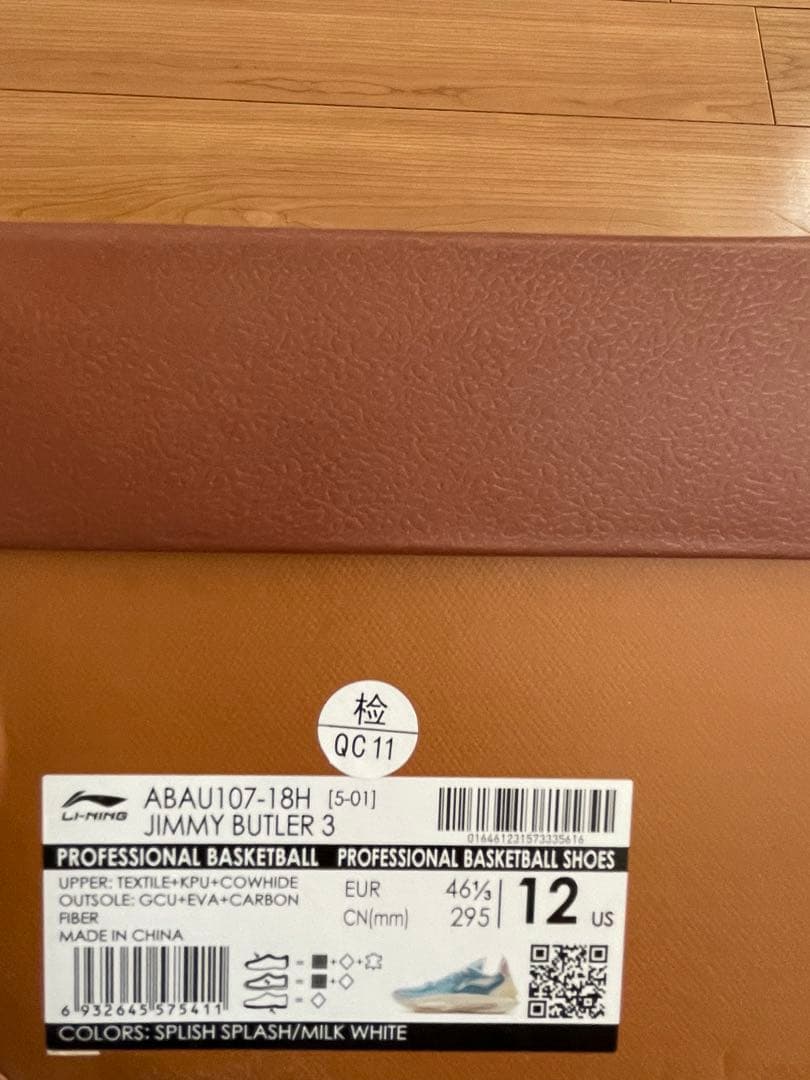 检
QC 11
LI-NING
ABAU107-18H [5-01]
JIMMY BUTLER 3
016461231573335616
PROFESSIONAL BASKETBALL PROFESSIONAL BASKETBALL SHOES
UPPER: TEXTILE+KPU+COWHIDE
OUTSOLE: GCU+EVA+CARBON
FIBER
MADE IN CHINA
EUR 46⅓
CN(mm) 295
12 US
6 932645 575411
COLORS: SPLISH SPLASH/MILK WHITE